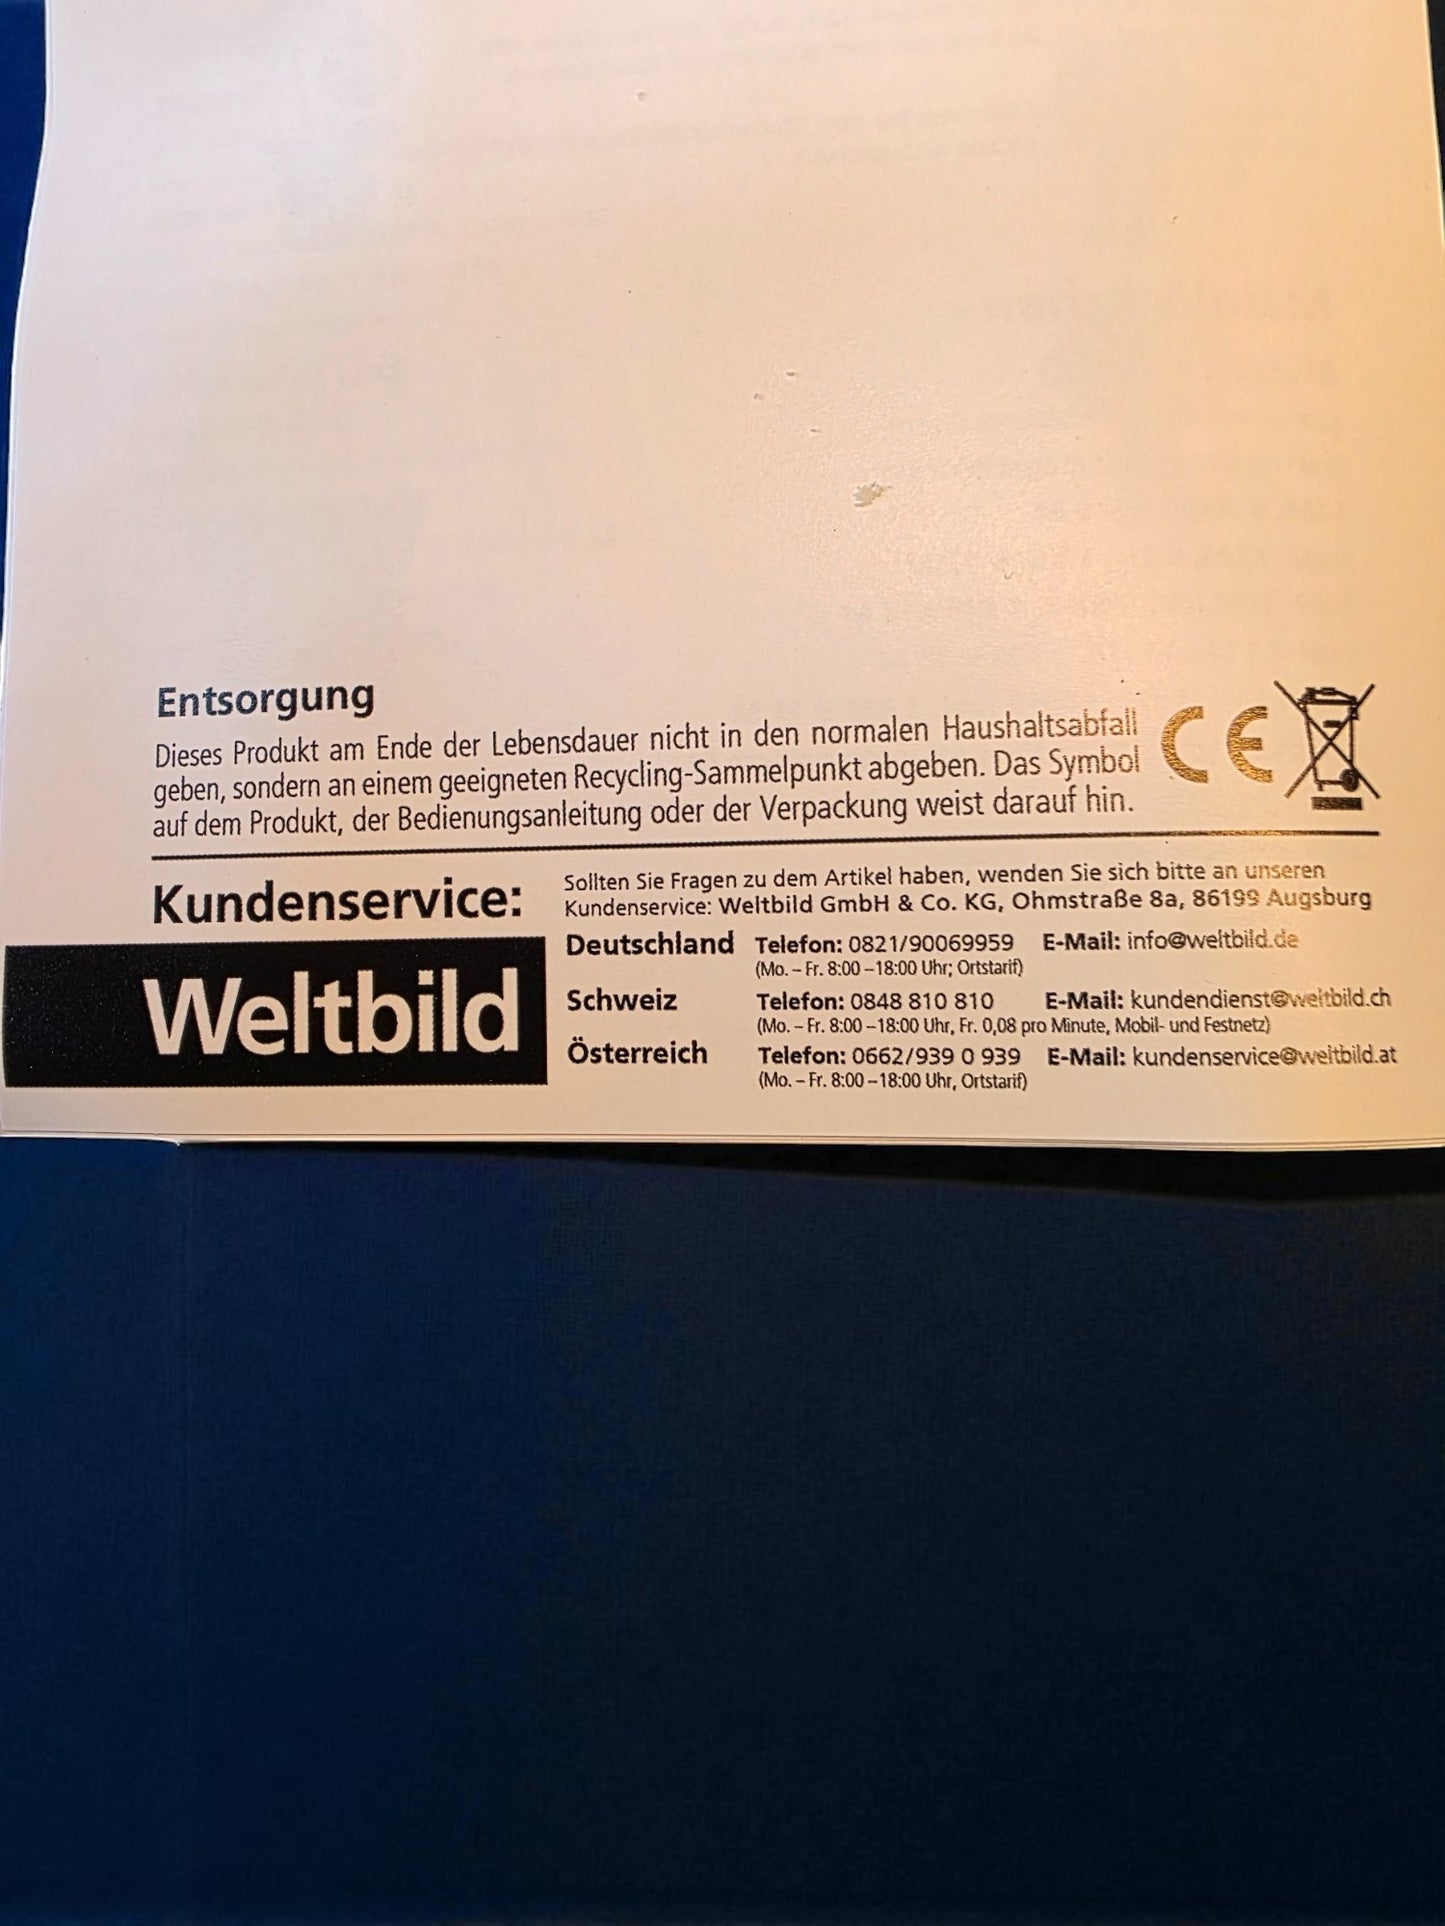 Entsorgung
Dieses Produkt am Ende der Lebensdauer nicht in den normalen Haushaltsabfall
geben, sondern an einem geeigneten Recycling-Sammelpunkt abgeben. Das Symbol
auf dem Produkt, der Bedienungsanleitung oder der Verpackung weist darauf hin.
CE
Kundenservice:
Weltbild
Sollten Sie Fragen zu dem Artikel haben, wenden Sie sich bitte an unseren
Kundenservice: Weltbild GmbH & Co. KG, Ohmstraße 8a, 86199 Augsburg
Deutschland Telefon: 0821/90069959 E-Mail: info@weltbild.de
(Mo. – Fr. 8:00 – 18:00 Uhr; Ortstarif)
Schweiz Telefon: 0848 810 810 E-Mail: kundendienst@weltbild.ch
(Mo. – Fr. 8:00 – 18:00 Uhr, Fr. 0,08 pro Minute, Mobil- und Festnetz)
Österreich Telefon: 0662/939 0 939 E-Mail: kundenservice@weltbild.at
(Mo. – Fr. 8:00 – 18:00 Uhr, Ortstarif)